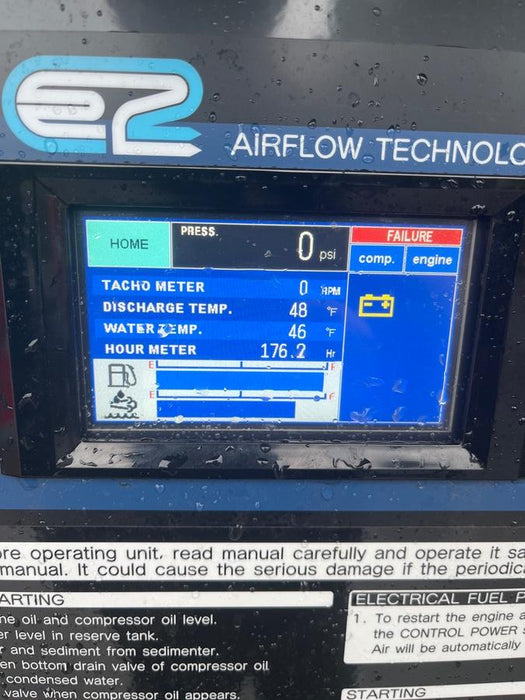 e2
AIRFLOW TECHNOLO
HOME
PRESS.
0 psi
FAILURE
comp. engine
TACHO METER 0 RPM
DISCHARGE TEMP. 48 °F
WATER TEMP. 46 °F
HOUR METER 176.2 Hr
E F
E F
ore operating unit, read manual carefully and operate it sa
manual. It could cause the serious damage if the periodica
ARTING
ne oil and compressor oil level.
er level in reserve tank.
r and sediment from sedimenter.
en bottom drain valve of compressor oil
condensed water.
valve when compressor oil appears.
ELECTRICAL FUEL P
1. To restart the engine a
the CONTROL POWER s
Air will be automatically
STARTING